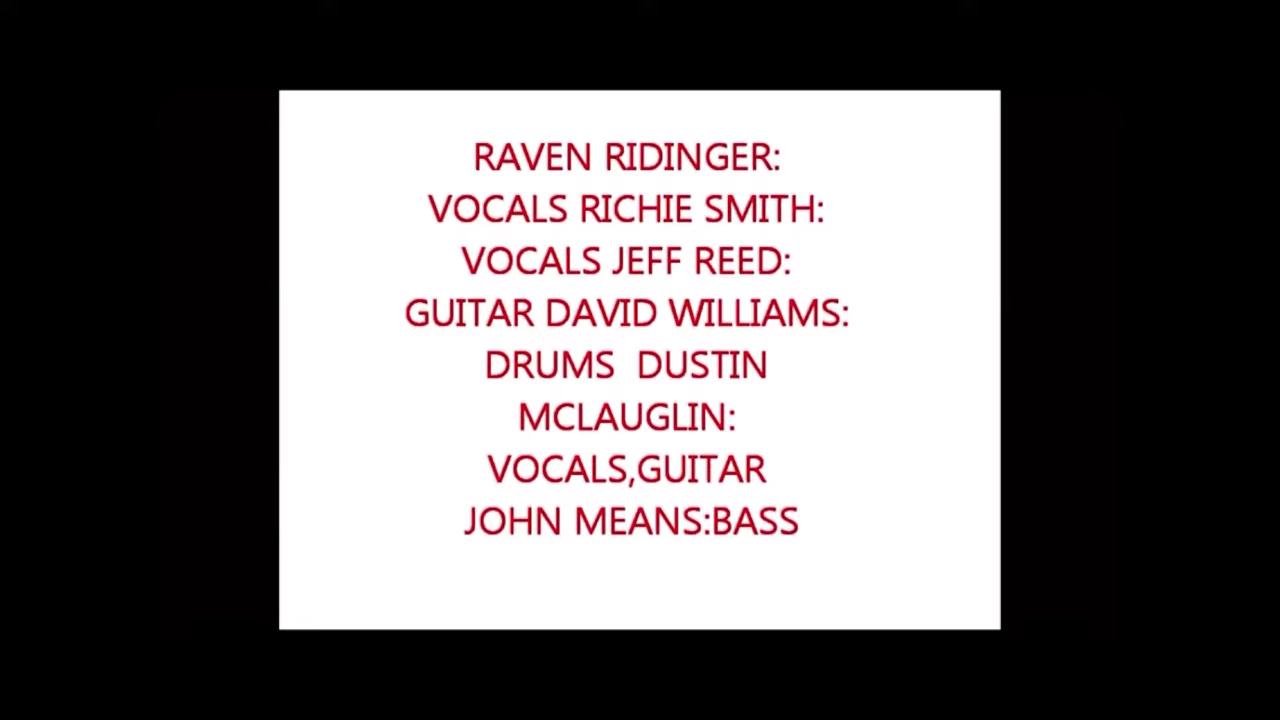 RAVEN RIDINGER:
VOCALS RICHIE SMITH:
VOCALS JEFF REED:
GUITAR DAVID WILLIAMS:
DRUMS  DUSTIN
MCLAUGLIN:
VOCALS,GUITAR
JOHN MEANS:BASS